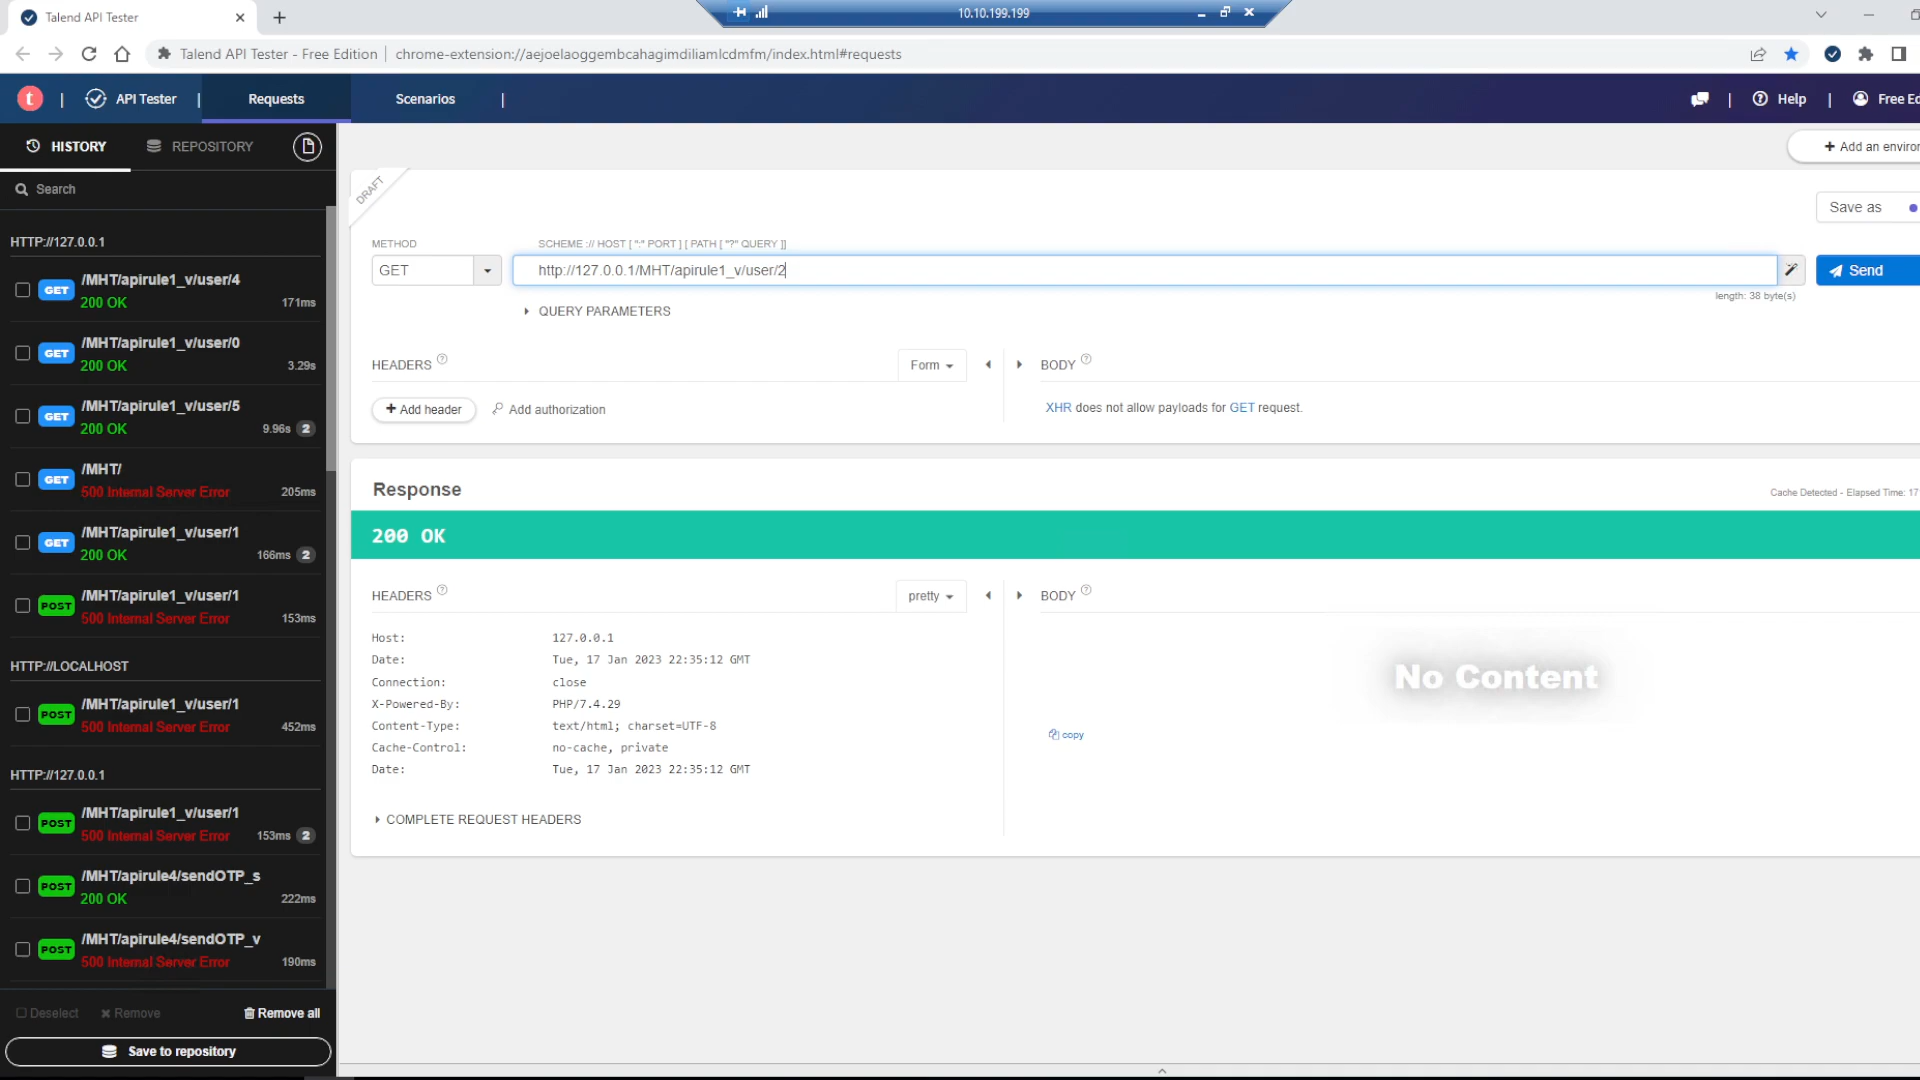 Talend API Tester
10.10.199.199
Talend API Tester - Free Edition
chrome-extension://aejoelaoggembcahagimdiliamlcdmfm/index.html#requests
t
API Tester
Requests
Scenarios
Help
Free Ed
HISTORY
REPOSITORY
Add an enviror
Search
DRAFT
Save as
HTTP://127.0.0.1
METHOD
SCHEME :// HOST [ ":" PORT ] [ PATH [ "?" QUERY ]]
GET
http://127.0.0.1/MHT/apirule1_v/user/2
Send
length: 38 byte(s)
QUERY PARAMETERS
GET /MHT/apirule1_v/user/4
200 OK 171ms
GET /MHT/apirule1_v/user/0
200 OK 3.29s
GET /MHT/apirule1_v/user/5
200 OK 9.96s 2
GET /MHT/
500 Internal Server Error 205ms
GET /MHT/apirule1_v/user/1
200 OK 166ms 2
POST /MHT/apirule1_v/user/1
500 Internal Server Error 153ms
HTTP://LOCALHOST
POST /MHT/apirule1_v/user/1
500 Internal Server Error 452ms
HTTP://127.0.0.1
POST /MHT/apirule1_v/user/1
500 Internal Server Error 153ms 2
POST /MHT/apirule4/sendOTP_s
200 OK 222ms
POST /MHT/apirule4/sendOTP_v
500 Internal Server Error 190ms
Deselect
Remove
Remove all
Save to repository
HEADERS ?
Form
BODY ?
Add header
Add authorization
XHR does not allow payloads for GET request.
Response
Cache Detected - Elapsed Time: 17
200 OK
HEADERS ?
pretty
BODY ?
Host: 127.0.0.1
Date: Tue, 17 Jan 2023 22:35:12 GMT
Connection: close
X-Powered-By: PHP/7.4.29
Content-Type: text/html; charset=UTF-8
Cache-Control: no-cache, private
Date: Tue, 17 Jan 2023 22:35:12 GMT
No Content
copy
COMPLETE REQUEST HEADERS